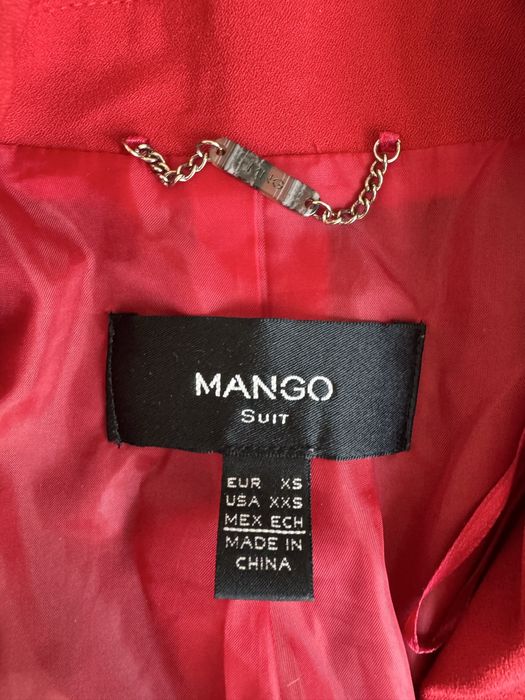 MANGO
SUIT
EUR XS
USA XXS
MEX ECH
MADE IN
CHINA